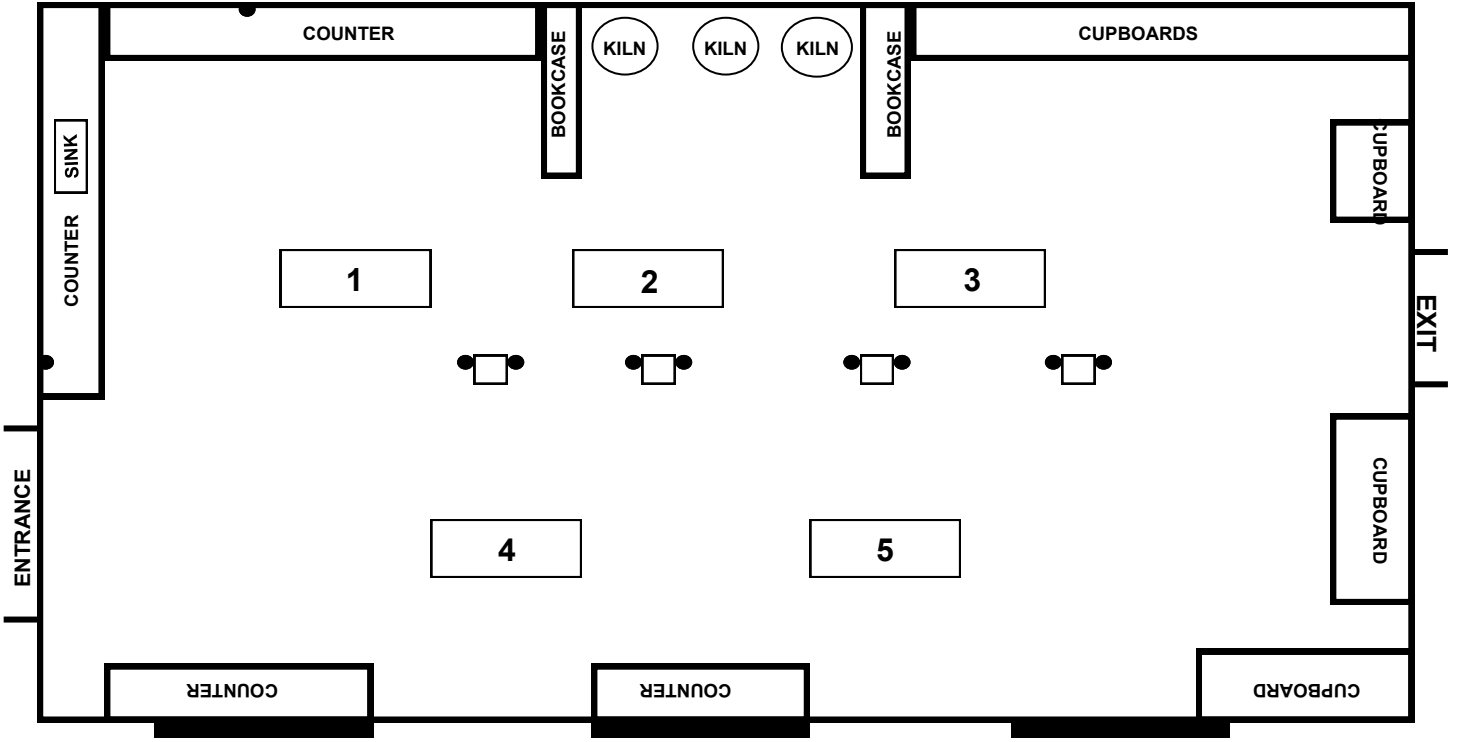 COUNTER
BOOKCASE
KILN
KILN
KILN
BOOKCASE
CUPBOARDS
SINK
COUNTER
CUPBOARD
1
2
3
EXIT
ENTRANCE
4
5
CUPBOARD
COUNTER
COUNTER
CUPBOARD